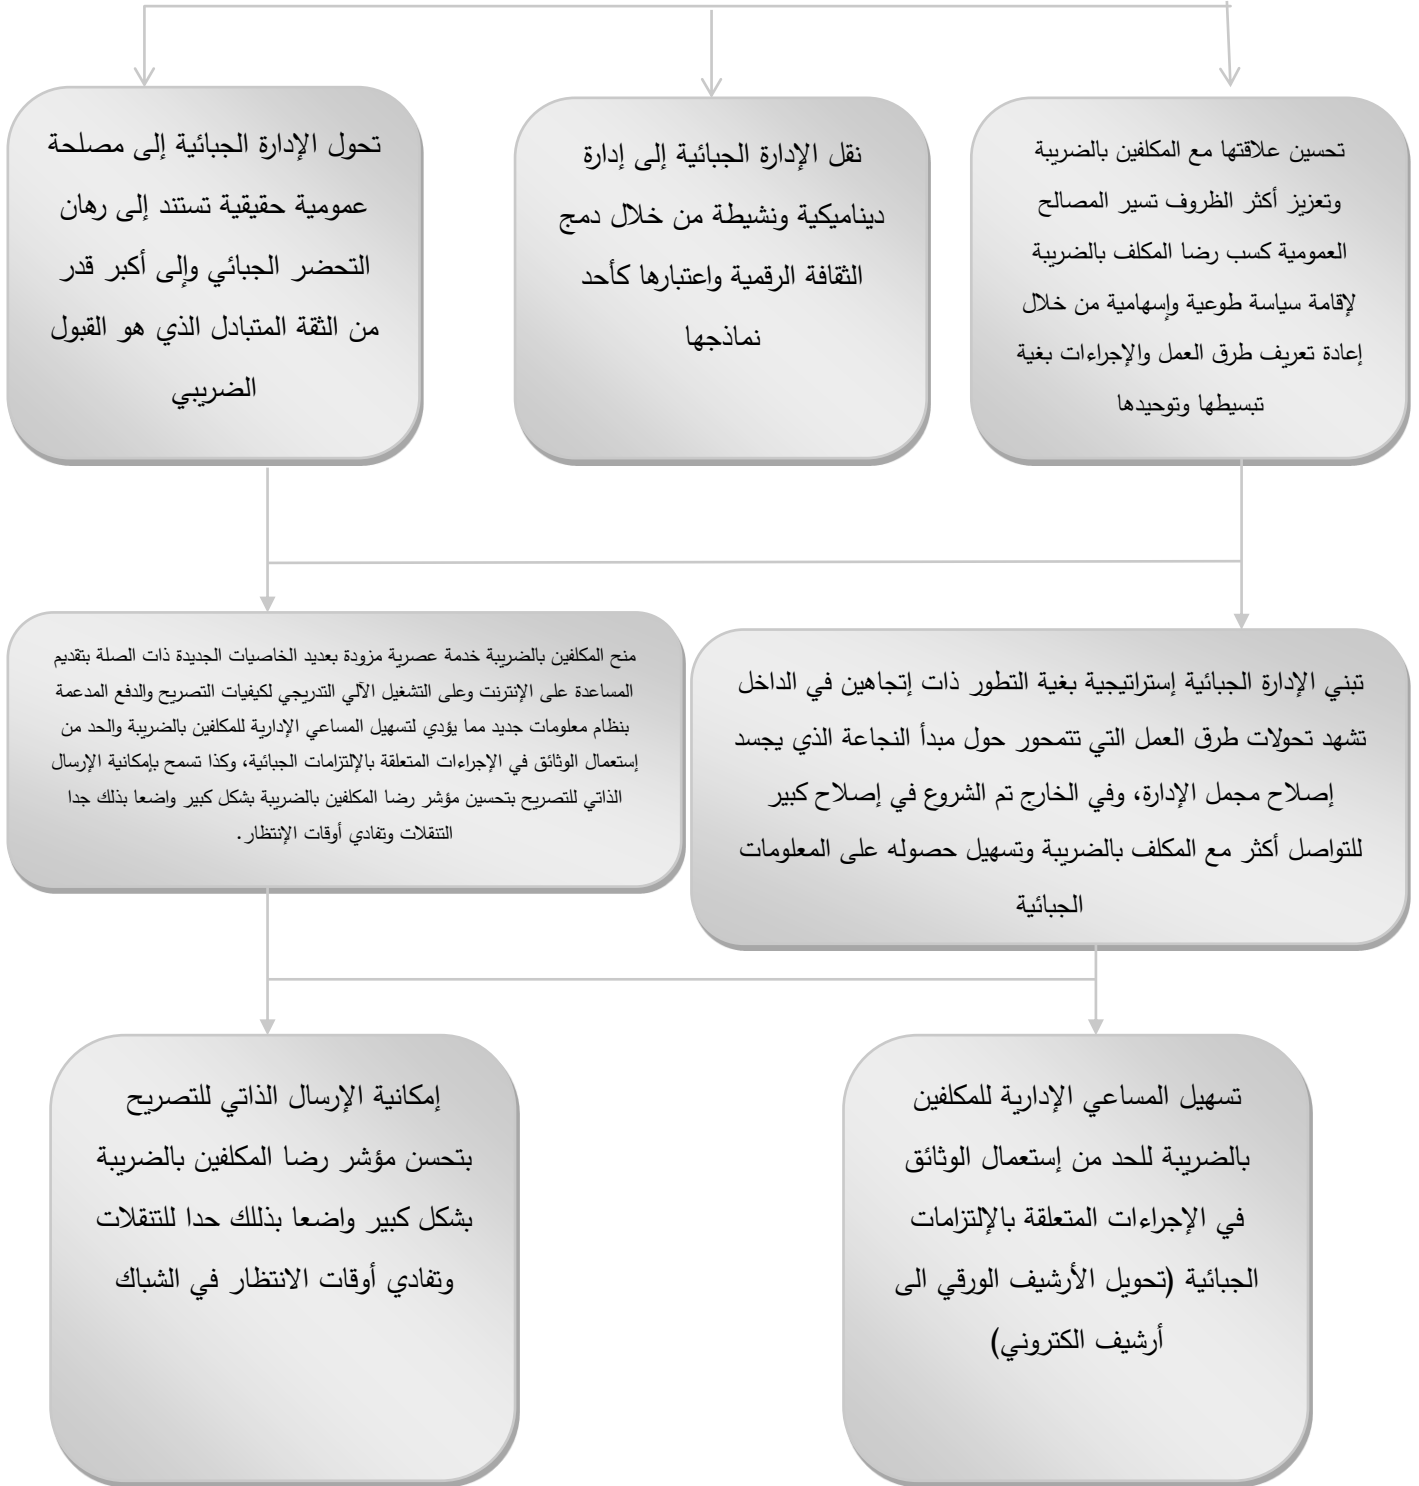 تحسين علاقتها مع المكلفين بالضريبة
وتعزيز أكثر الظروف تسير المصالح
العمومية كسب رضا المكلف بالضريبة
لإقامة سياسة طوعية وإسهامية من خلال
إعادة تعريف طرق العمل والإجراءات بغية
تبسيطها وتوحيدها
نقل الإدارة الجبائية إلى إدارة
ديناميكية ونشيطة من خلال دمج
الثقافة الرقمية واعتبارها كأحد
نماذجها
تحول الإدارة الجبائية إلى مصلحة
عمومية حقيقية تستند إلى رهان
التحضر الجبائي وإلى أكبر قدر
من الثقة المتبادل الذي هو القبول
الضريبي
تبني الإدارة الجبائية إستراتيجية بغية التطور ذات إتجاهين في الداخل
تشهد تحولات طرق العمل التي تتمحور حول مبدأ النجاعة الذي يجسد
إصلاح مجمل الإدارة، وفي الخارج تم الشروع في إصلاح كبير
للتواصل أكثر مع المكلف بالضريبة وتسهيل حصوله على المعلومات
الجبائية
منح المكلفين بالضريبة خدمة عصرية مزودة بعديد الخاصيات الجديدة ذات الصلة بتقديم
المساعدة على الإنترنت وعلى التشغيل الآلي التدريجي لكيفيات التصريح والدفع المدعمة
بنظام معلومات جديد مما يؤدي لتسهيل المساعي الإدارية للمكلفين بالضريبة والحد من
إستعمال الوثائق في الإجراءات المتعلقة بالإلتزامات الجبائية، وكذا تسمح بإمكانية الإرسال
الذاتي للتصريح بتحسين مؤشر رضا المكلفين بالضريبة بشكل كبير واضعا بذلك جدا
التنقلات وتفادي أوقات الإنتظار.
تسهيل المساعي الإدارية للمكلفين
بالضريبة للحد من إستعمال الوثائق
في الإجراءات المتعلقة بالإلتزامات
الجبائية (تحويل الأرشيف الورقي الى
أرشيف الكتروني)
إمكانية الإرسال الذاتي للتصريح
بتحسن مؤشر رضا المكلفين بالضريبة
بشكل كبير واضعا بذللك حدا للتنقلات
وتفادي أوقات الانتظار في الشباك